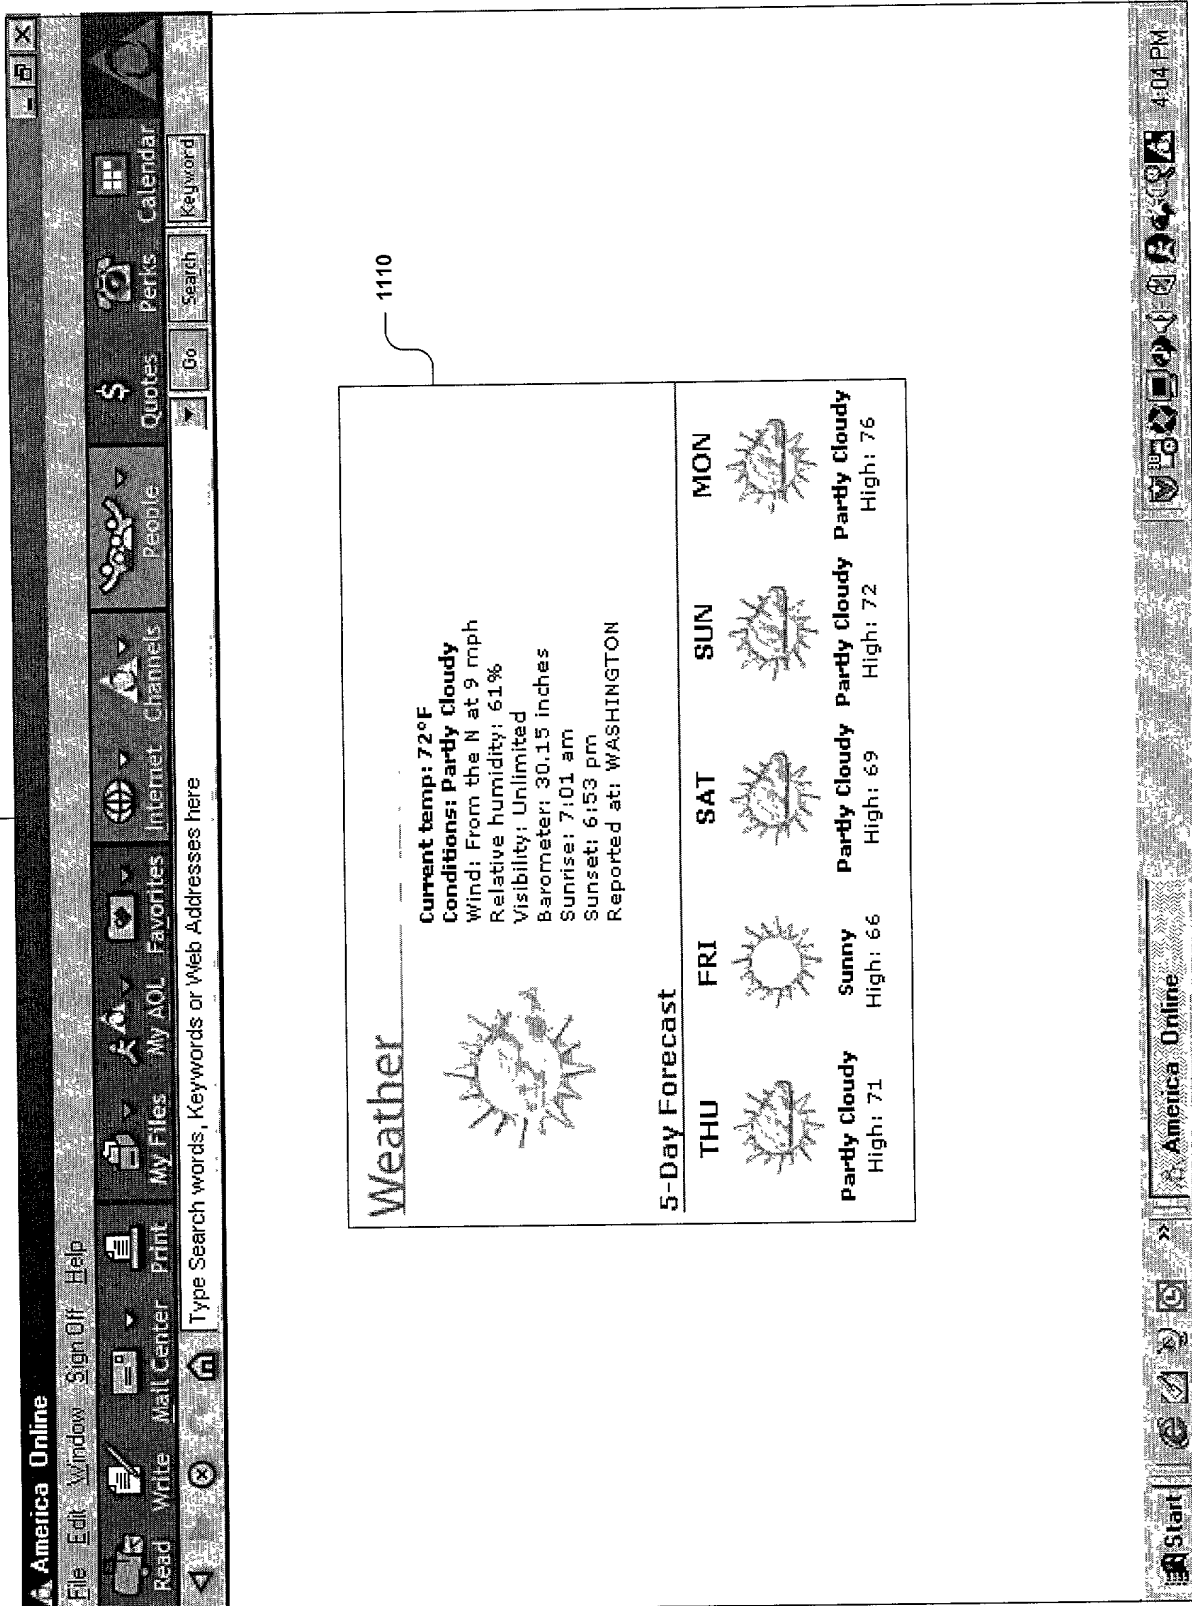 America Online
File Edit Window Sign Off Help
Read Write Mail Center Print My Files My AOL Favorites Internet Channels People Quotes Perks Calendar
Type Search words, Keywords or Web Addresses here Go Search Keyword
1110
Weather
Current temp: 72°F
Conditions: Partly Cloudy
Wind: From the N at 9 mph
Relative humidity: 61%
Visibility: Unlimited
Barometer: 30.15 inches
Sunrise: 7:01 am
Sunset: 6:53 pm
Reported at: WASHINGTON
5-Day Forecast
THU FRI SAT SUN MON
Partly Cloudy Sunny Partly Cloudy Partly Cloudy Partly Cloudy
High: 71 High: 66 High: 69 High: 72 High: 76
Start » America Online 4:04 PM